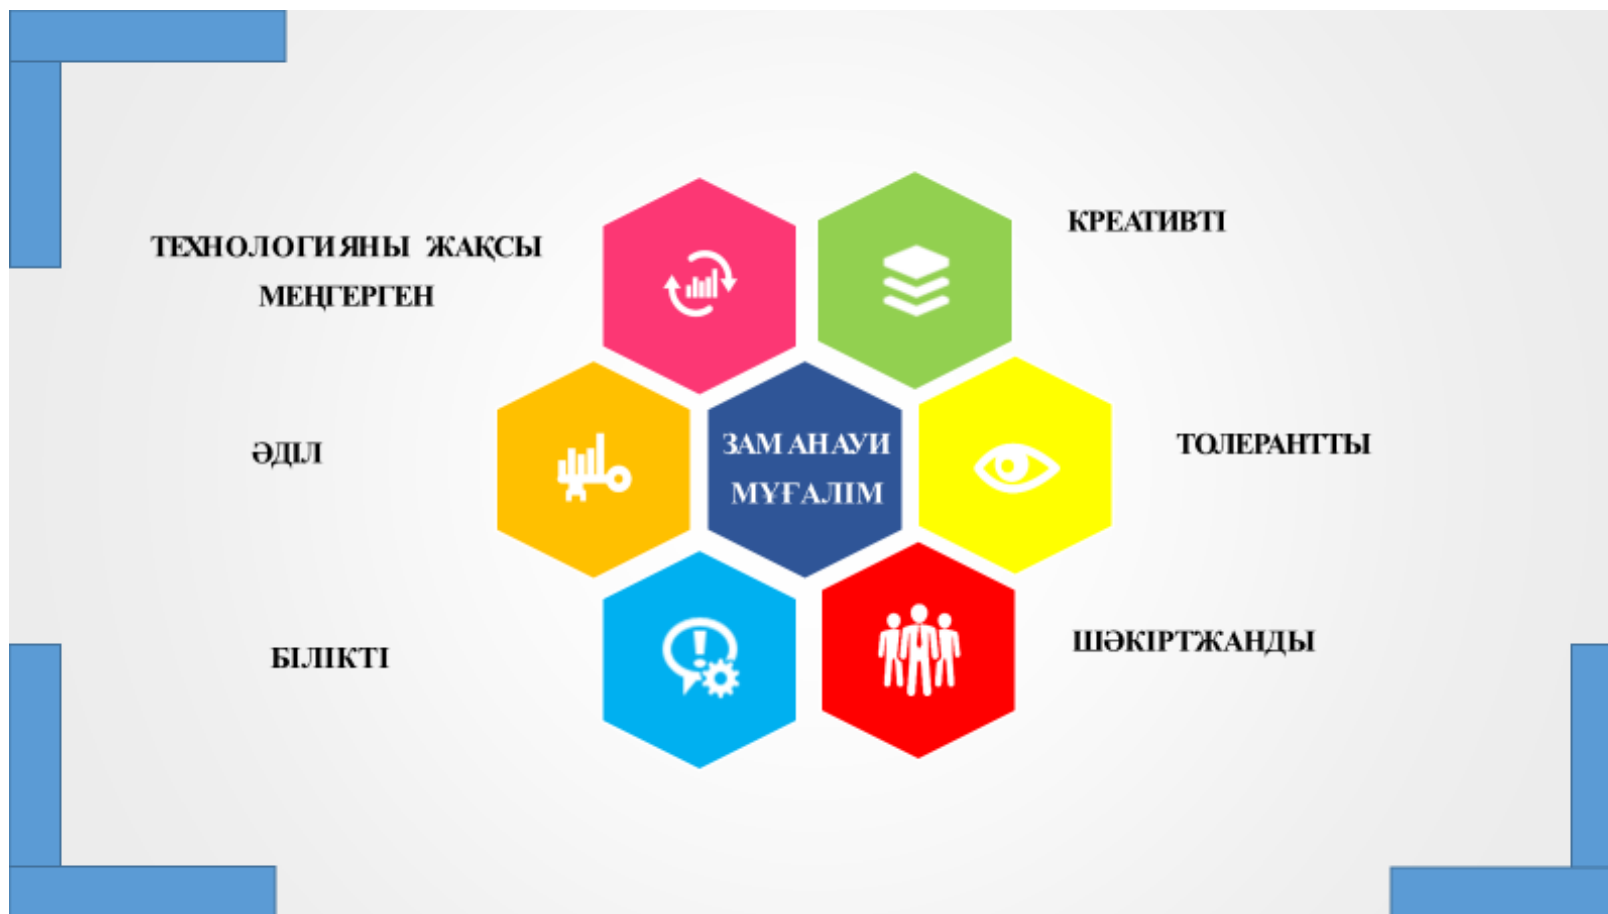 ТЕХНОЛОГИЯНЫ ЖАҚСЫ
МЕҢГЕРГЕН
КРЕАТИВТІ
ӘДІЛ
ЗАМАНАУИ
МҰҒАЛІМ
ТОЛЕРАНТТЫ
БІЛІКТІ
ШӘКІРТЖАНДЫ